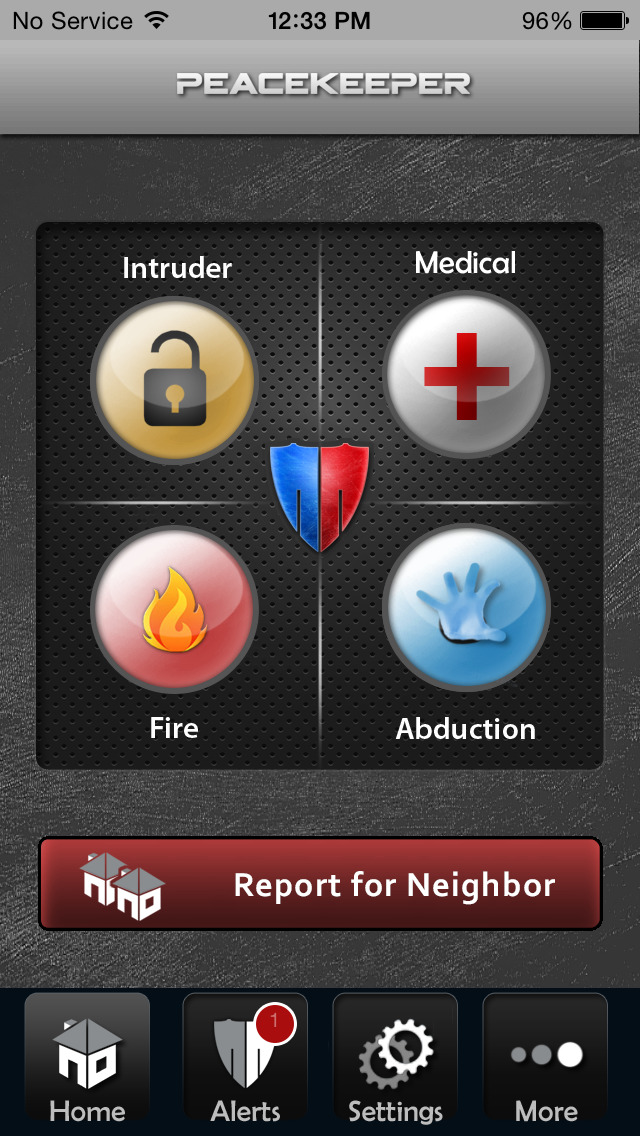 No Service 12:33 PM 96%
PEACEKEEPER
Intruder Medical
Fire Abduction
Report for Neighbor
1
Home Alerts Settings More